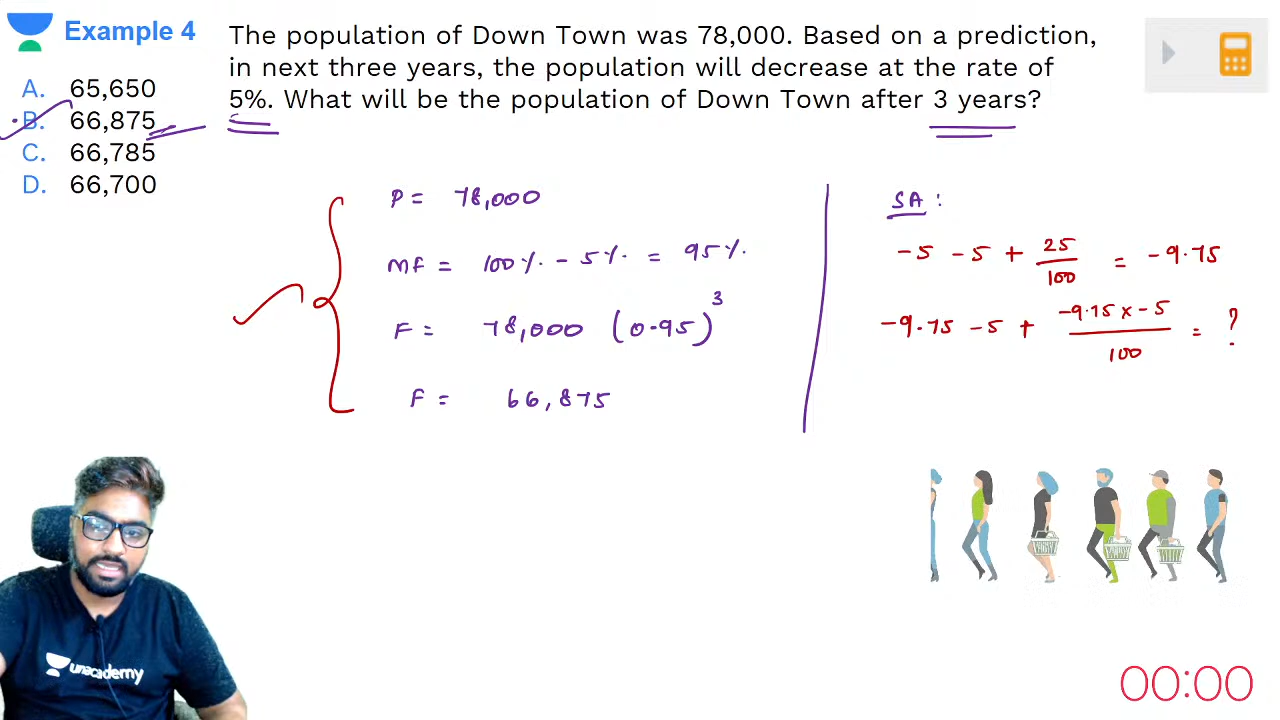 Example 4
The population of Down Town was 78,000. Based on a prediction,
in next three years, the population will decrease at the rate of
5%. What will be the population of Down Town after 3 years?
A. 65,650
B. 66,875
C. 66,785
D. 66,700
P = 78,000
MF = 100% - 5% = 95%
F = 78,000 (0.95)^3
F = 66,875
SA :
-5 -5 + 25/100 = -9.75
-9.75 -5 + -9.75 x -5/100 = ?
unacademy
00:00